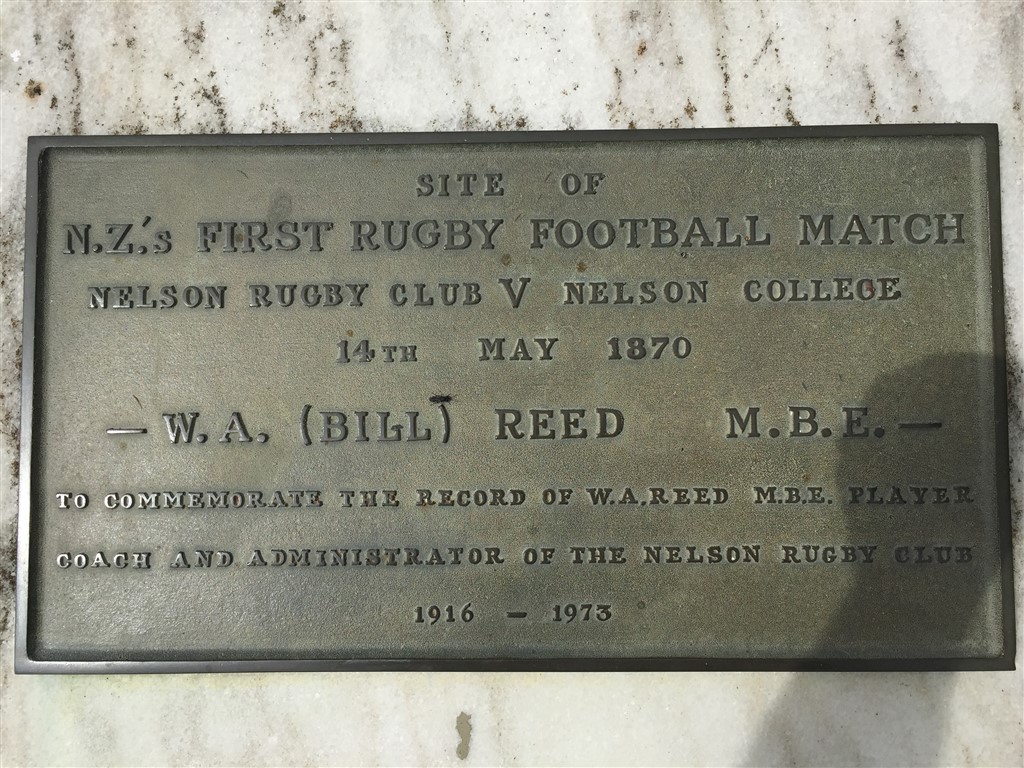 SITE OF
N.Z.'s FIRST RUGBY FOOTBALL MATCH
NELSON RUGBY CLUB V NELSON COLLEGE
14TH MAY 1870
— W. A. (BILL) REED M.B.E. —
TO COMMEMORATE THE RECORD OF W.A.REED M.B.E. PLAYER
COACH AND ADMINISTRATOR OF THE NELSON RUGBY CLUB
1916 — 1973